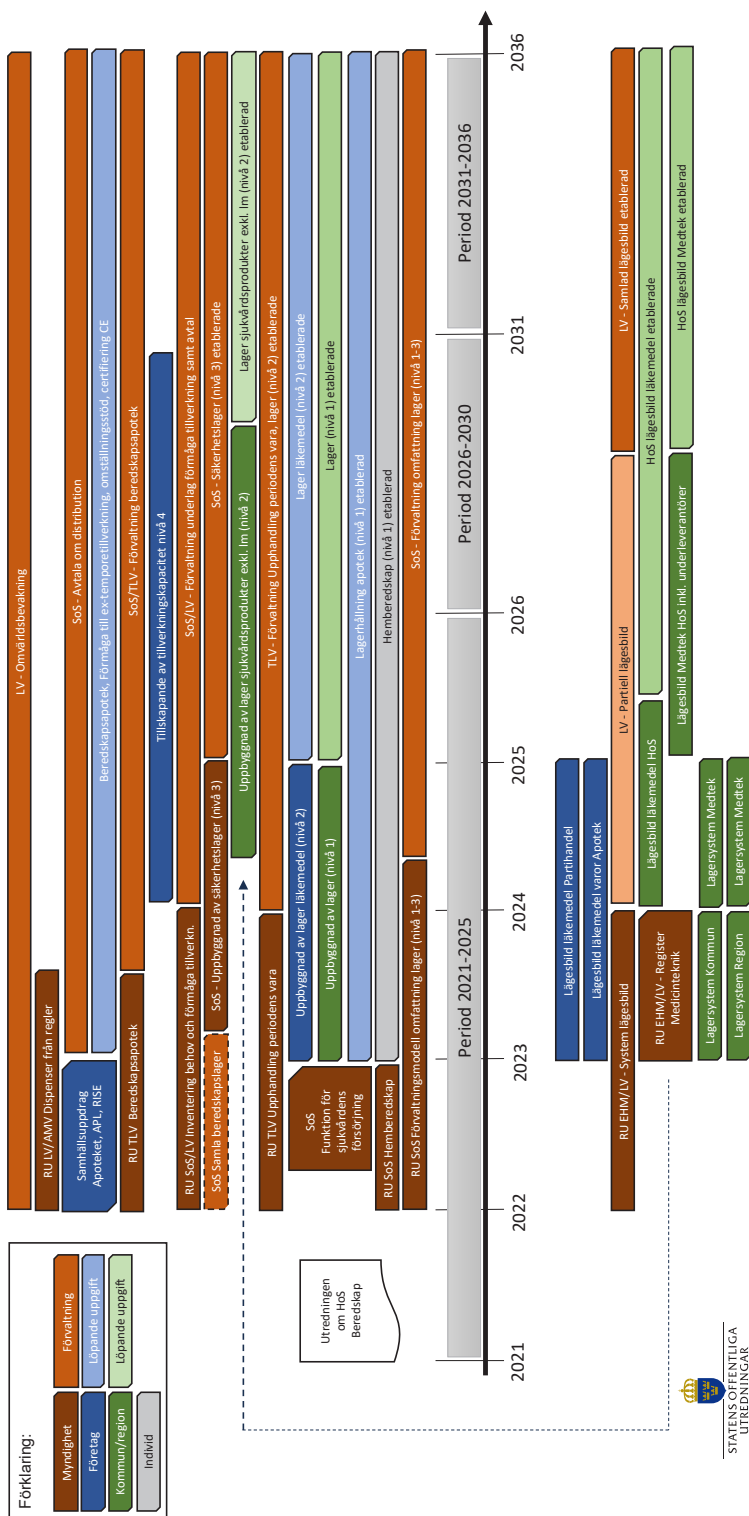 Förklaring:
Myndighet
Förvaltning
Företag
Löpande uppgift
Kommun/region
Löpande uppgift
Individ
LV - Omvärldsbevakning
RU LV/AMV Dispenser från regler
SoS - Avtala om distribution
Samhällsuppdrag
Apoteket, APL, RISE
Beredskapsapotek, Förmåga till ex-temporetillverkning, omställningsstöd, certifiering CE
RU TLV Beredskapsapotek
SoS/TLV - Förvaltning beredskapsapotek
Tillskapande av tillverkningskapacitet nivå 4
RU SoS/LV Inventering behov och förmåga tillverkn.
SoS/LV - Förvaltning underlag förmåga tillverkning samt avtal
SoS Samla beredskapslager
SoS - Uppbyggnad av säkerhetslager (nivå 3)
SoS - Säkerhetslager (nivå 3) etablerade
Uppbyggnad av lager sjukvårdsprodukter exkl. lm (nivå 2)
Lager sjukvårdsprodukter exkl. lm (nivå 2) etablerad
RU TLV Upphandling periodens vara
TLV - Förvaltning Upphandling periodens vara, lager (nivå 2) etablerade
Utredningen
om HoS
Beredskap
SoS
Funktion för
sjukvårdens
försörjning
Uppbyggnad av lager läkemedel (nivå 2)
Lager läkemedel (nivå 2) etablerade
Uppbyggnad av lager (nivå 1)
Lager (nivå 1) etablerade
Lagerhållning apotek (nivå 1) etablerad
RU SoS Hemberedskap
Hemberedskap (nivå 1) etablerad
RU SoS Förvaltningsmodell omfattning lager (nivå 1-3)
SoS - Förvaltning omfattning lager (nivå 1-3)
Period 2021-2025
Period 2026-2030
Period 2031-2036
2021
2022
2023
2024
2025
2026
2031
2036
Lägesbild läkemedel Partihandel
Lägesbild läkemedel varor Apotek
RU EHM/LV - System lägesbild
LV - Partiell lägesbild
LV - Samlad lägesbild etablerad
RU EHM/LV - Register
Medicinteknik
Lägesbild läkemedel HoS
HoS lägesbild läkemedel etablerade
Lägesbild Medtek HoS inkl. underleverantörer
HoS lägesbild Medtek etablerad
Lagersystem Kommun
Lagersystem Medtek
Lagersystem Region
Lagersystem Medtek
STATENS OFFENTLIGA
UTREDNINGAR